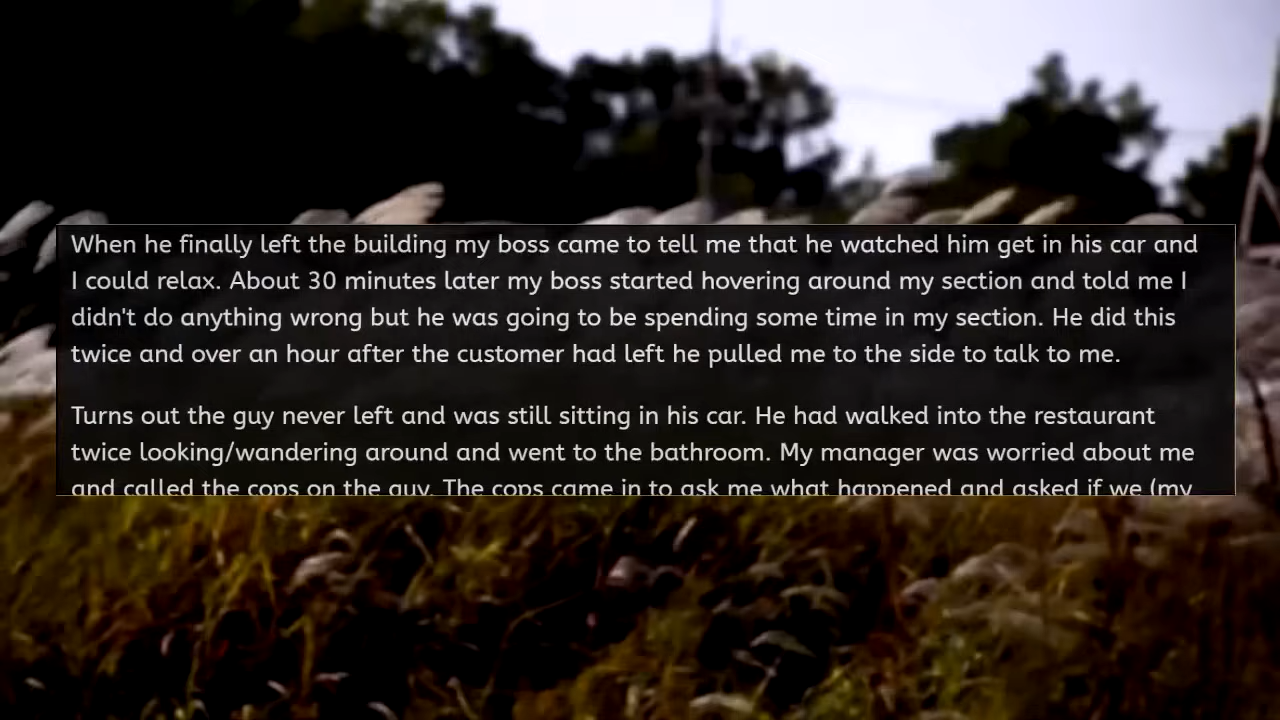 When he finally left the building my boss came to tell me that he watched him get in his car and
I could relax. About 30 minutes later my boss started hovering around my section and told me I
didn't do anything wrong but he was going to be spending some time in my section. He did this
twice and over an hour after the customer had left he pulled me to the side to talk to me.
Turns out the guy never left and was still sitting in his car. He had walked into the restaurant
twice looking/wandering around and went to the bathroom. My manager was worried about me
and called the cops on the guy. The cops came in to ask me what happened and asked if we (my